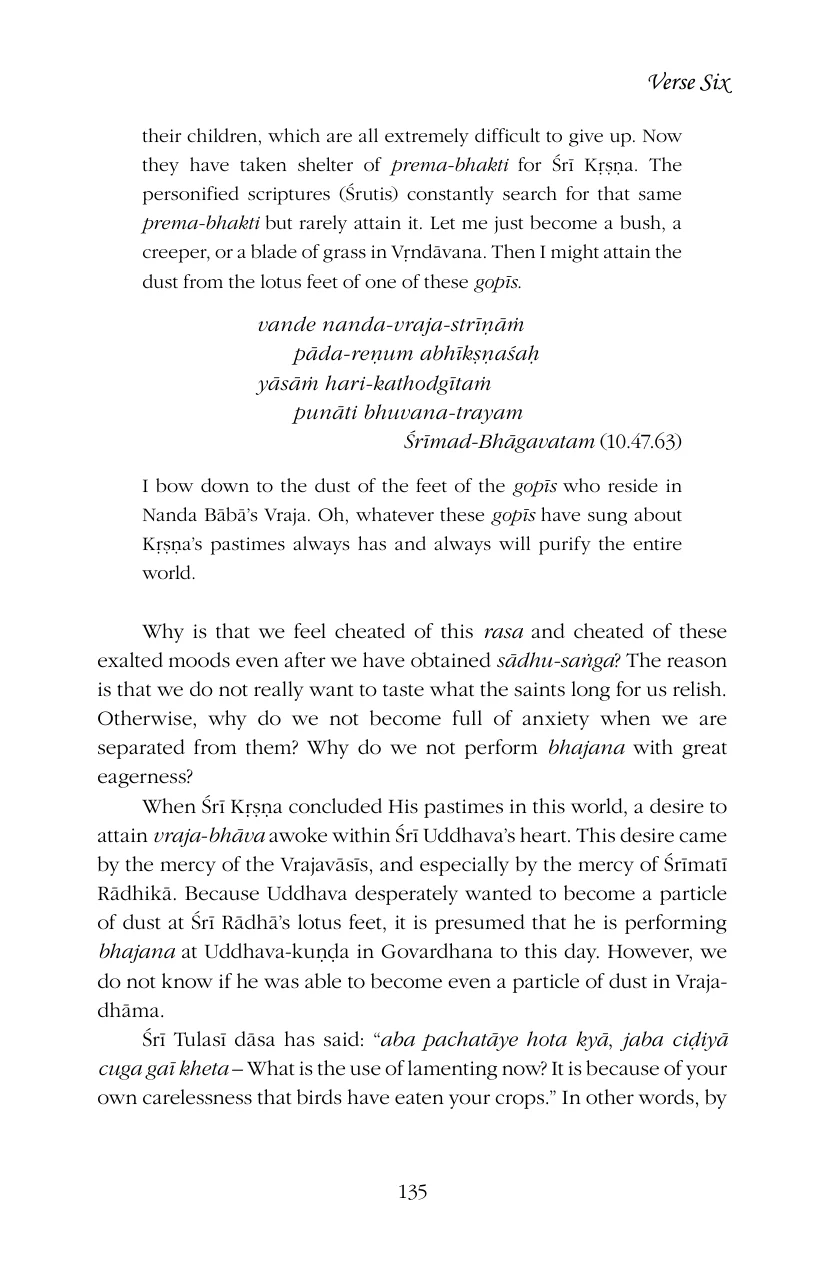 Verse Six
their children, which are all extremely difficult to give up. Now
they have taken shelter of prema-bhakti for Śrī Kṛṣṇa. The
personified scriptures (Śrutis) constantly search for that same
prema-bhakti but rarely attain it. Let me just become a bush, a
creeper, or a blade of grass in Vṛndāvana. Then I might attain the
dust from the lotus feet of one of these gopīs.
vande nanda-vraja-strīṇāṁ
pāda-reṇum abhīkṣṇaśaḥ
yāsāṁ hari-kathodgītaṁ
punāti bhuvana-trayam
Śrīmad-Bhāgavatam (10.47.63)
I bow down to the dust of the feet of the gopīs who reside in
Nanda Bābā's Vraja. Oh, whatever these gopīs have sung about
Kṛṣṇa's pastimes always has and always will purify the entire
world.
Why is that we feel cheated of this rasa and cheated of these
exalted moods even after we have obtained sādhu-saṅga? The reason
is that we do not really want to taste what the saints long for us relish.
Otherwise, why do we not become full of anxiety when we are
separated from them? Why do we not perform bhajana with great
eagerness?
When Śrī Kṛṣṇa concluded His pastimes in this world, a desire to
attain vraja-bhāva awoke within Śrī Uddhava's heart. This desire came
by the mercy of the Vrajavāsīs, and especially by the mercy of Śrīmatī
Rādhikā. Because Uddhava desperately wanted to become a particle
of dust at Śrī Rādhā's lotus feet, it is presumed that he is performing
bhajana at Uddhava-kuṇḍa in Govardhana to this day. However, we
do not know if he was able to become even a particle of dust in Vraja-
dhāma.
Śrī Tulasī dāsa has said: “aba pachatāye hota kyā, jaba ciḍiyā
cuga gaī kheta – What is the use of lamenting now? It is because of your
own carelessness that birds have eaten your crops.” In other words, by
135